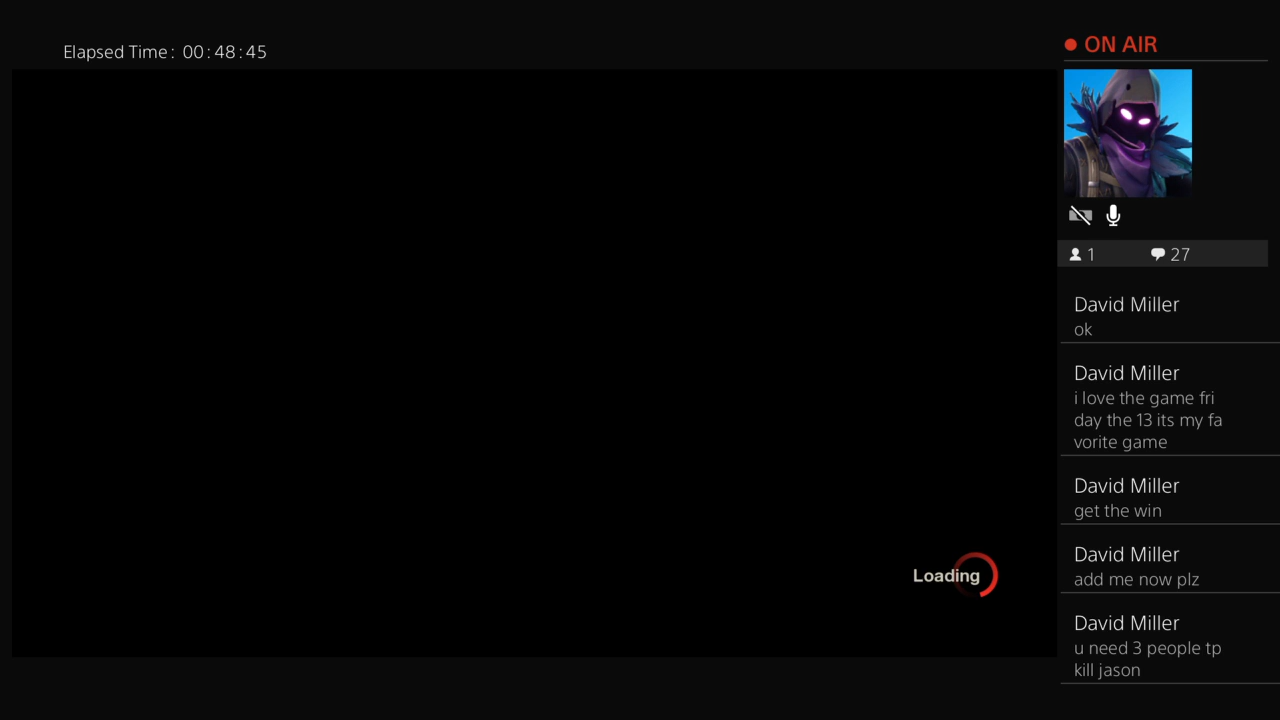 Elapsed Time: 00:48:45
ON AIR
1 27
David Miller
ok
David Miller
i love the game fri
day the 13 its my fa
vorite game
David Miller
get the win
David Miller
add me now plz
David Miller
u need 3 people tp
kill jason
Loading